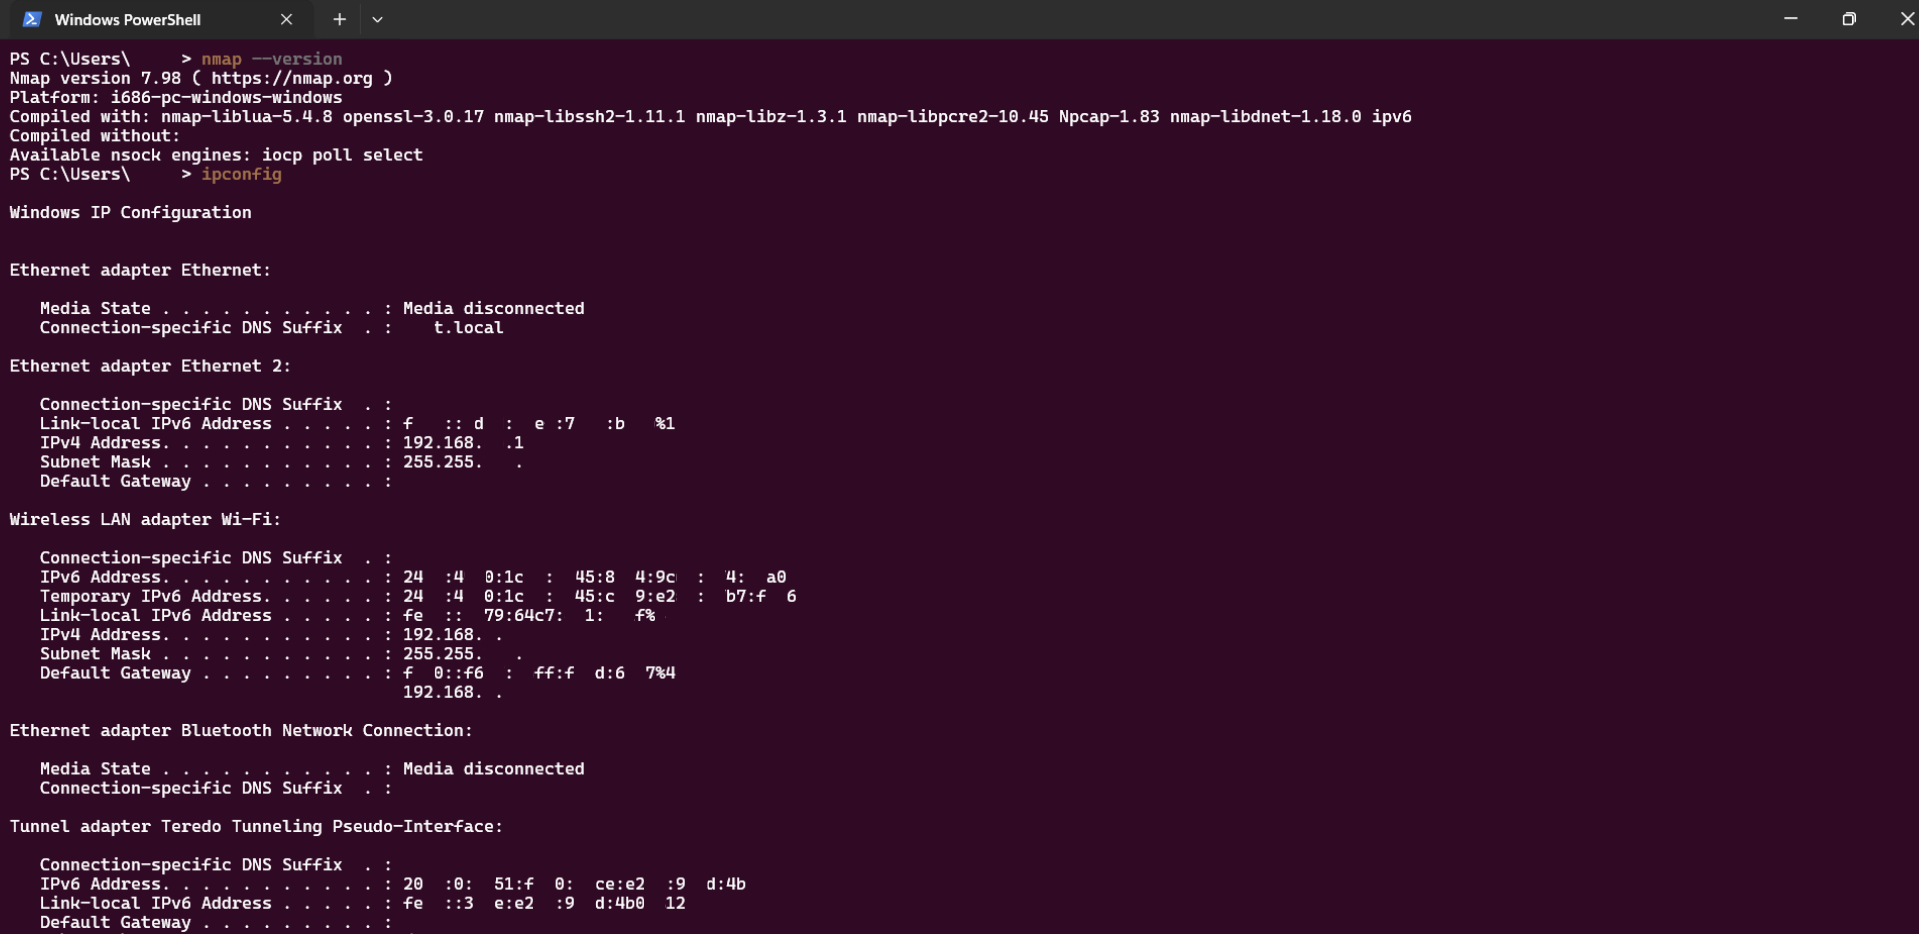 Windows PowerShell
PS C:\Users\     > nmap --version
Nmap version 7.98 ( https://nmap.org )
Platform: i686-pc-windows-windows
Compiled with: nmap-liblua-5.4.8 openssl-3.0.17 nmap-libssh2-1.11.1 nmap-libz-1.3.1 nmap-libpcre2-10.45 Npcap-1.83 nmap-libdnet-1.18.0 ipv6
Compiled without:
Available nsock engines: iocp poll select
PS C:\Users\     > ipconfig
Windows IP Configuration
Ethernet adapter Ethernet:
   Media State . . . . . . . . . . . : Media disconnected
   Connection-specific DNS Suffix  . :    t.local
Ethernet adapter Ethernet 2:
   Connection-specific DNS Suffix  . :
   Link-local IPv6 Address . . . . . : f   :: d  :  e :7   :b   %1
   IPv4 Address. . . . . . . . . . . : 192.168.  .1
   Subnet Mask . . . . . . . . . . . : 255.255.   .
   Default Gateway . . . . . . . . . :
Wireless LAN adapter Wi-Fi:
   Connection-specific DNS Suffix  . :
   IPv6 Address. . . . . . . . . . . : 24  :4  0:1c  :  45:8  4:9c  :  4:  a0
   Temporary IPv6 Address. . . . . . : 24  :4  0:1c  :  45:c  9:e2  :  b7:f  6
   Link-local IPv6 Address . . . . . : fe  ::  79:64c7:  1:   f%
   IPv4 Address. . . . . . . . . . . : 192.168. .
   Subnet Mask . . . . . . . . . . . : 255.255.   .
   Default Gateway . . . . . . . . . : f  0::f6  :  ff:f  d:6  7%4
                                       192.168. .
Ethernet adapter Bluetooth Network Connection:
   Media State . . . . . . . . . . . : Media disconnected
   Connection-specific DNS Suffix  . :
Tunnel adapter Teredo Tunneling Pseudo-Interface:
   Connection-specific DNS Suffix  . :
   IPv6 Address. . . . . . . . . . . : 20  :0:  51:f  0:  ce:e2  :9  d:4b
   Link-local IPv6 Address . . . . . : fe  ::3  e:e2  :9  d:4b0  12
   Default Gateway . . . . . . . . . :